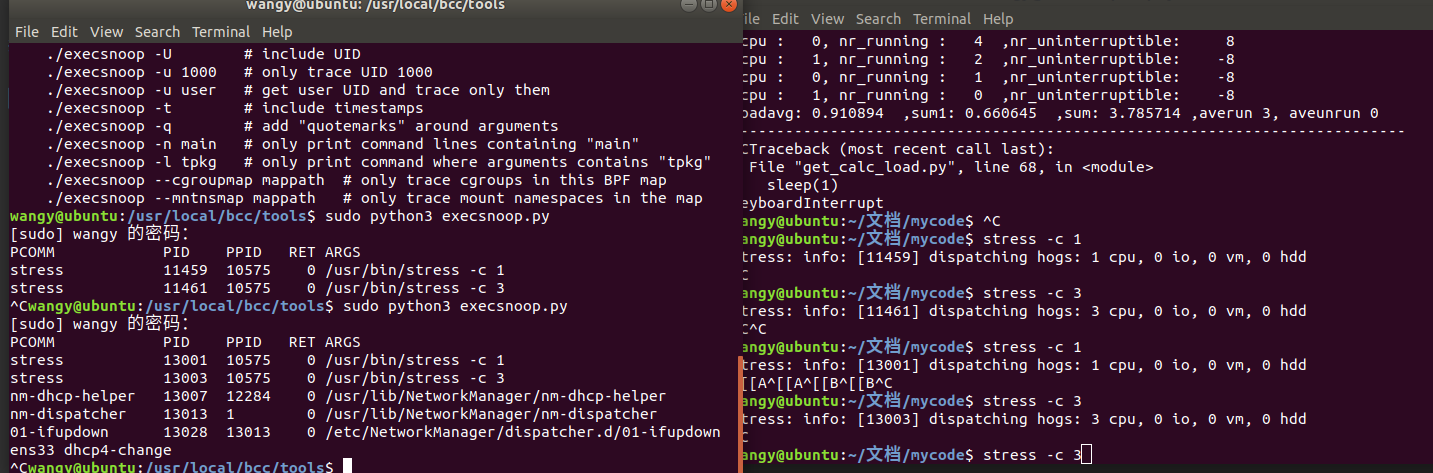 wangy@ubuntu: /usr/local/bcc/tools
File Edit View Search Terminal Help
./execsnoop -U # include UID
./execsnoop -u 1000 # only trace UID 1000
./execsnoop -u user # get user UID and trace only them
./execsnoop -t # include timestamps
./execsnoop -q # add "quotemarks" around arguments
./execsnoop -n main # only print command lines containing "main"
./execsnoop -l tpkg # only print command where arguments contains "tpkg"
./execsnoop --cgroupmap mappath # only trace cgroups in this BPF map
./execsnoop --mntnsmap mappath # only trace mount namespaces in the map
wangy@ubuntu:/usr/local/bcc/tools$ sudo python3 execsnoop.py
[sudo] wangy 的密码：
PCOMM PID PPID RET ARGS
stress 11459 10575 0 /usr/bin/stress -c 1
stress 11461 10575 0 /usr/bin/stress -c 3
^Cwangy@ubuntu:/usr/local/bcc/tools$ sudo python3 execsnoop.py
[sudo] wangy 的密码：
PCOMM PID PPID RET ARGS
stress 13001 10575 0 /usr/bin/stress -c 1
stress 13003 10575 0 /usr/bin/stress -c 3
nm-dhcp-helper 13007 12284 0 /usr/lib/NetworkManager/nm-dhcp-helper
nm-dispatcher 13013 1 0 /usr/lib/NetworkManager/nm-dispatcher
01-ifupdown 13028 13013 0 /etc/NetworkManager/dispatcher.d/01-ifupdown
ens33 dhcp4-change
^Cwangy@ubuntu:/usr/local/bcc/tools$
ile Edit View Search Terminal Help
cpu : 0, nr_running : 4 ,nr_uninterruptible: 8
cpu : 1, nr_running : 2 ,nr_uninterruptible: -8
cpu : 0, nr_running : 1 ,nr_uninterruptible: -8
cpu : 1, nr_running : 0 ,nr_uninterruptible: -8
oadavg: 0.910894 ,sum1: 0.660645 ,sum: 3.785714 ,averun 3, aveunrun 0
-------------------------------------------------------------------------
CTraceback (most recent call last):
File "get_calc_load.py", line 68, in <module>
sleep(1)
eyboardInterrupt
angy@ubuntu:~/文档/mycode$ ^C
angy@ubuntu:~/文档/mycode$ stress -c 1
tress: info: [11459] dispatching hogs: 1 cpu, 0 io, 0 vm, 0 hdd
C
angy@ubuntu:~/文档/mycode$ stress -c 3
tress: info: [11461] dispatching hogs: 3 cpu, 0 io, 0 vm, 0 hdd
C^C
angy@ubuntu:~/文档/mycode$ stress -c 1
tress: info: [13001] dispatching hogs: 1 cpu, 0 io, 0 vm, 0 hdd
[[A^[[A^[[B^[[B^C
angy@ubuntu:~/文档/mycode$ stress -c 3
tress: info: [13003] dispatching hogs: 3 cpu, 0 io, 0 vm, 0 hdd
C
angy@ubuntu:~/文档/mycode$ stress -c 3